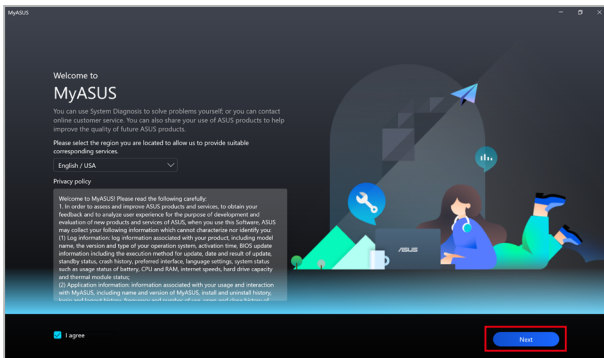 MyASUS
Welcome to
MyASUS
You can use System Diagnosis to solve problems yourself; or you can contact
online customer service. You can also share your use of ASUS products to help
improve the quality of future ASUS products.
Please select the region you are located to allow us to provide suitable
corresponding services.
English / USA
Privacy policy
Welcome to MyASUS! Please read the following carefully:
1. In order to assess and improve ASUS products and services, to obtain your
feedback and to analyze user experience for the purpose of development and
evaluation of new products and services of ASUS, when you use this Software, ASUS
may collect your following information which cannot characterize nor identify you:
(1) Log information: log information associated with your product, including model
name, the version and type of your operation system, activation time, BIOS update
information including the execution method for update, date and result of update,
standby status, crash history, preferred interface, language settings, system status
such as usage status of battery, CPU and RAM, internet speeds, hard drive capacity
and thermal module status;
(2) Application information: information associated with your usage and interaction
with MyASUS, including name and version of MyASUS, install and uninstall history,
ASUS
I agree
Next